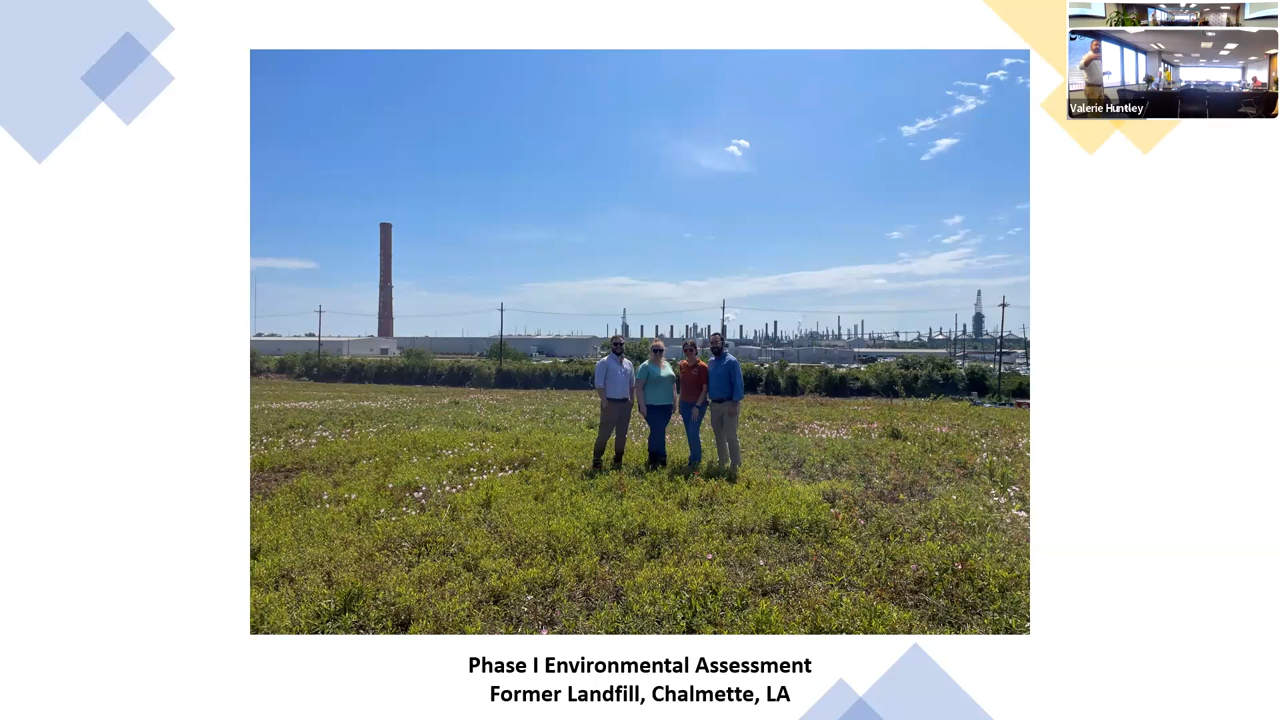 Valerie Huntley
Phase I Environmental Assessment
Former Landfill, Chalmette, LA